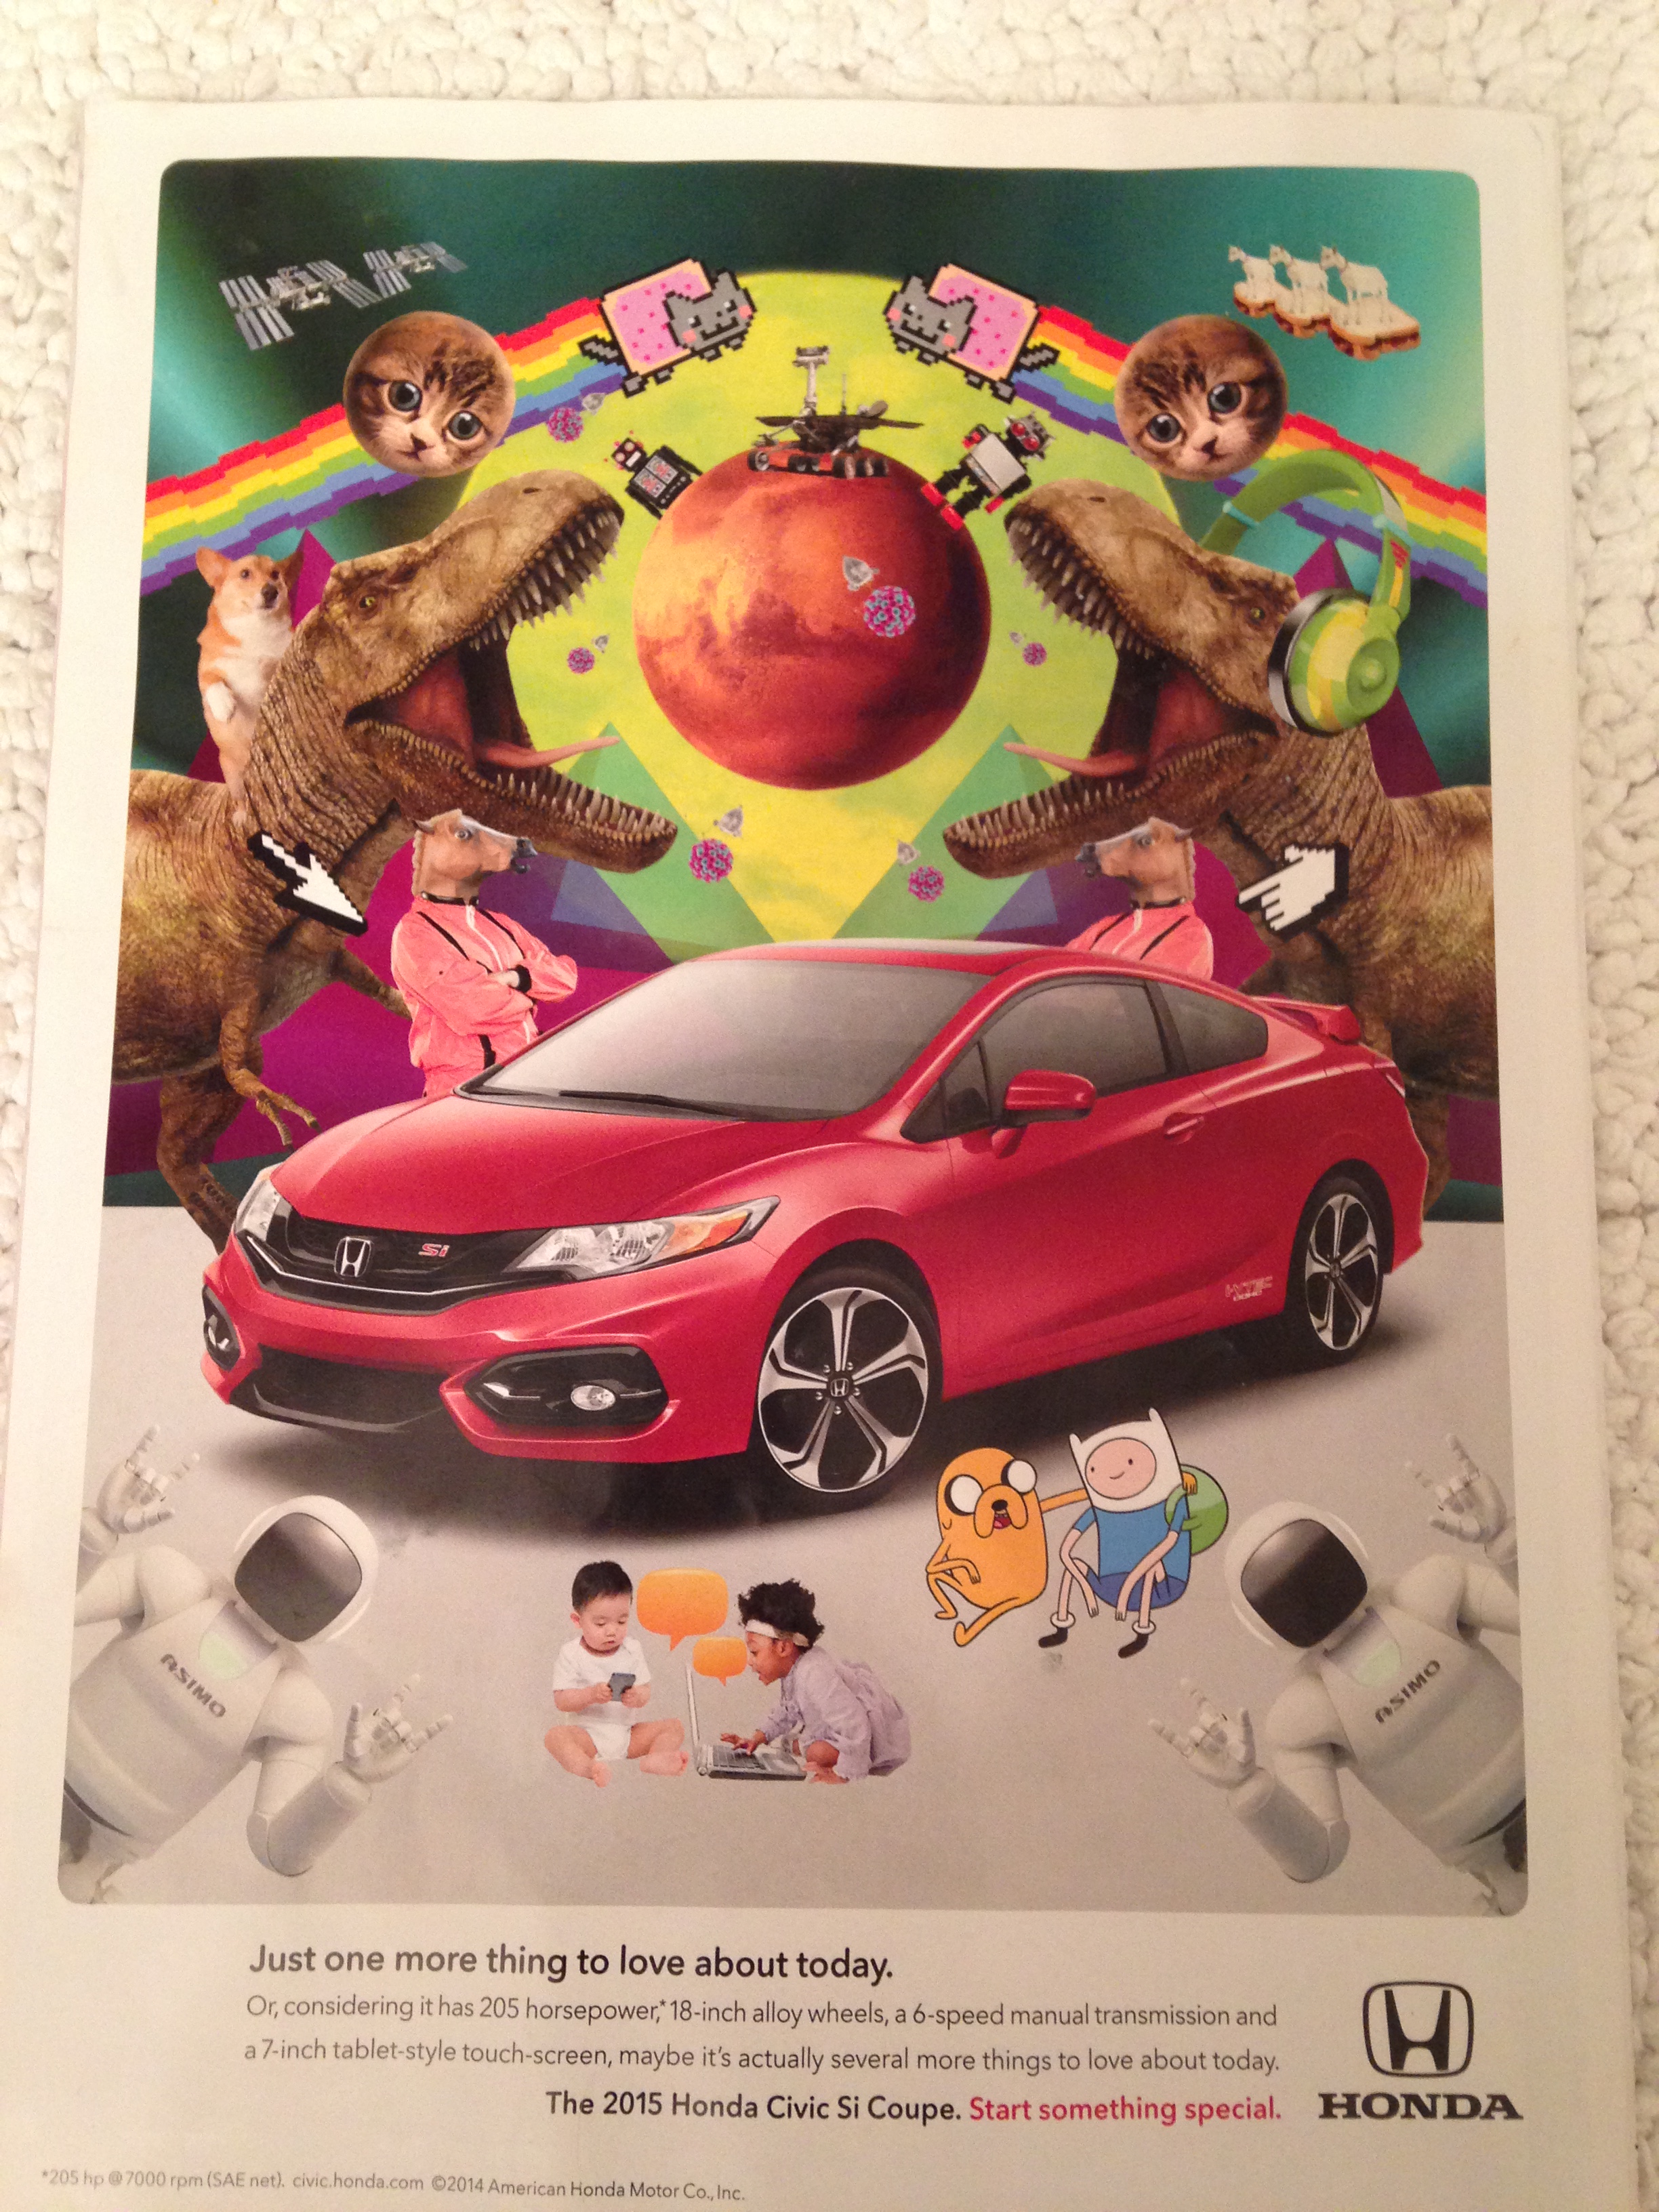 Si
i-VTEC
DOHC
ASIMO
ASIMO
Just one more thing to love about today.
Or, considering it has 205 horsepower,* 18-inch alloy wheels, a 6-speed manual transmission and
a 7-inch tablet-style touch-screen, maybe it's actually several more things to love about today.
The 2015 Honda Civic Si Coupe. Start something special.
HONDA
*205 hp @ 7000 rpm (SAE net). civic.honda.com ©2014 American Honda Motor Co., Inc.